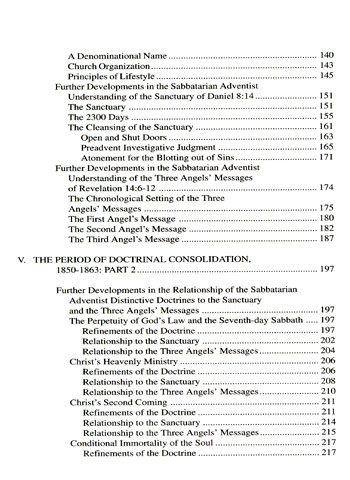 A Denominational Name ..... 140
Church Organization ..... 143
Principles of Lifestyle ..... 145
Further Developments in the Sabbatarian Adventist
Understanding of the Sanctuary of Daniel 8:14 ..... 151
The Sanctuary ..... 151
The 2300 Days ..... 155
The Cleansing of the Sanctuary ..... 161
Open and Shut Doors ..... 163
Preadvent Investigative Judgment ..... 165
Atonement for the Blotting out of Sins ..... 171
Further Developments in the Sabbatarian Adventist
Understanding of the Three Angels' Messages
of Revelation 14:6-12 ..... 174
The Chronological Setting of the Three
Angels' Messages ..... 175
The First Angel's Message ..... 180
The Second Angel's Message ..... 182
The Third Angel's Message ..... 187
V. THE PERIOD OF DOCTRINAL CONSOLIDATION,
1850-1863: PART 2 ..... 197
Further Developments in the Relationship of the Sabbatarian
Adventist Distinctive Doctrines to the Sanctuary
and the Three Angels' Messages ..... 197
The Perpetuity of God's Law and the Seventh-day Sabbath ..... 197
Refinements of the Doctrine ..... 197
Relationship to the Sanctuary ..... 202
Relationship to the Three Angels' Messages ..... 204
Christ's Heavenly Ministry ..... 206
Refinements of the Doctrine ..... 206
Relationship to the Sanctuary ..... 208
Relationship to the Three Angels' Messages ..... 210
Christ's Second Coming ..... 211
Refinements of the Doctrine ..... 211
Relationship to the Sanctuary ..... 214
Relationship to the Three Angels' Messages ..... 215
Conditional Immortality of the Soul ..... 217
Refinements of the Doctrine ..... 217